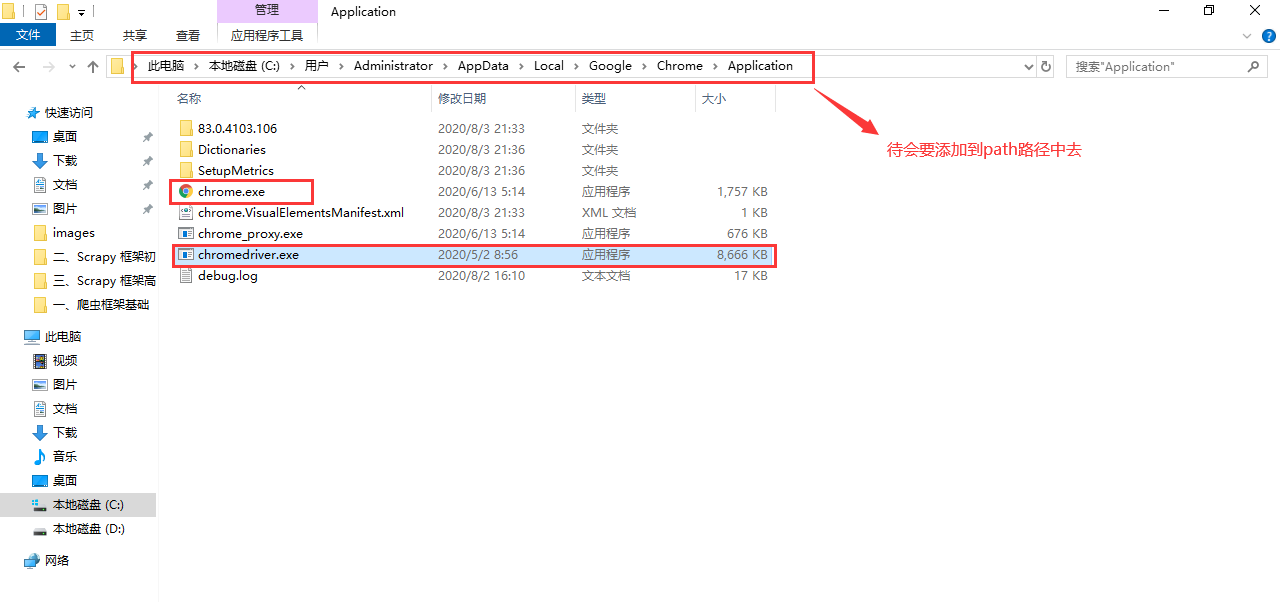 管理
Application
文件
主页
共享
查看
应用程序工具
此电脑 › 本地磁盘 (C:) › 用户 › Administrator › AppData › Local › Google › Chrome › Application
搜索"Application"
名称
修改日期
类型
大小
快速访问
桌面
下载
文档
图片
images
二、Scrapy 框架初
三、Scrapy 框架高
一、爬虫框架基础
此电脑
视频
图片
文档
下载
音乐
桌面
本地磁盘 (C:)
本地磁盘 (D:)
网络
83.0.4103.106 2020/8/3 21:33 文件夹
Dictionaries 2020/8/3 21:36 文件夹
SetupMetrics 2020/8/3 21:36 文件夹
chrome.exe 2020/6/13 5:14 应用程序 1,757 KB
chrome.VisualElementsManifest.xml 2020/8/3 21:33 XML 文档 1 KB
chrome_proxy.exe 2020/6/13 5:14 应用程序 676 KB
chromedriver.exe 2020/5/2 8:56 应用程序 8,666 KB
debug.log 2020/8/2 16:10 文本文档 17 KB
待会要添加到path路径中去